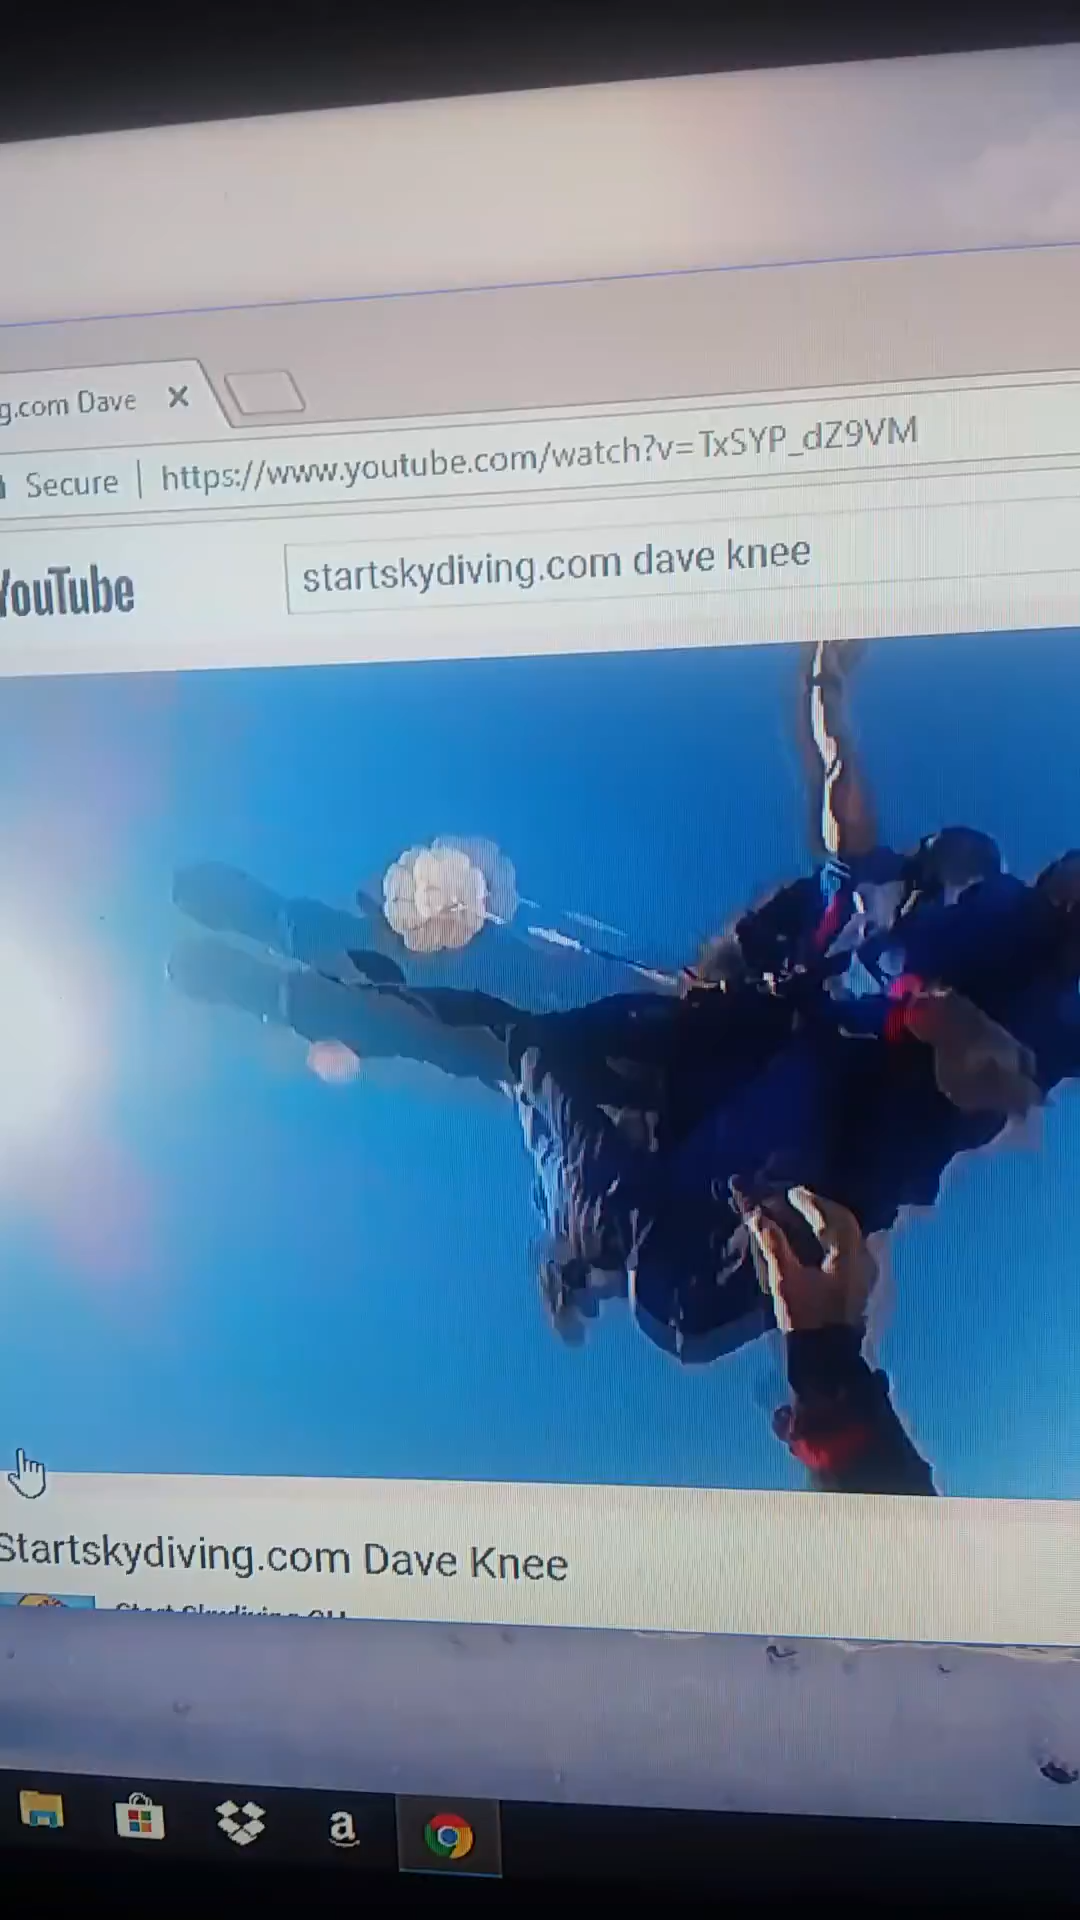 g.com Dave
Secure | https://www.youtube.com/watch?v=TxSYP_dZ9VM
YouTube
startskydiving.com dave knee
Startskydiving.com Dave Knee
a